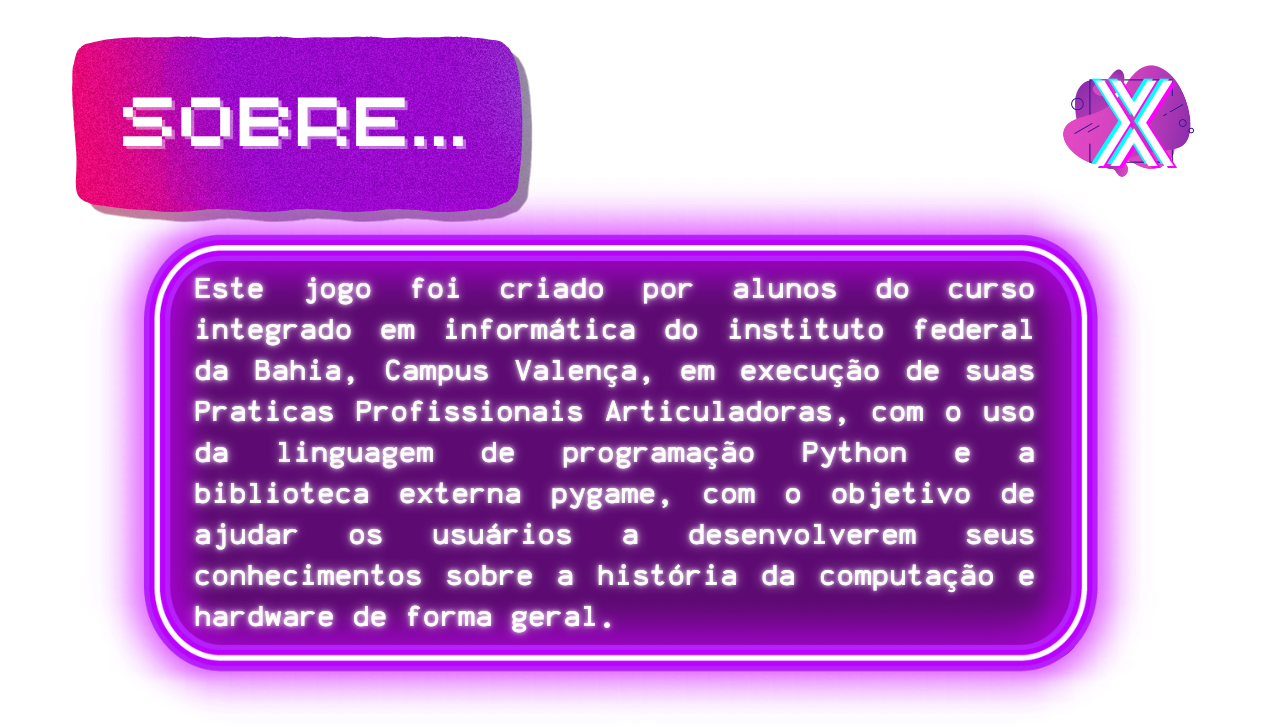 SOBRE...
X
Este jogo foi criado por alunos do curso
integrado em informática do instituto federal
da Bahia, Campus Valença, em execução de suas
Praticas Profissionais Articuladoras, com o uso
da linguagem de programação Python e a
biblioteca externa pygame, com o objetivo de
ajudar os usuários a desenvolverem seus
conhecimentos sobre a história da computação e
hardware de forma geral.